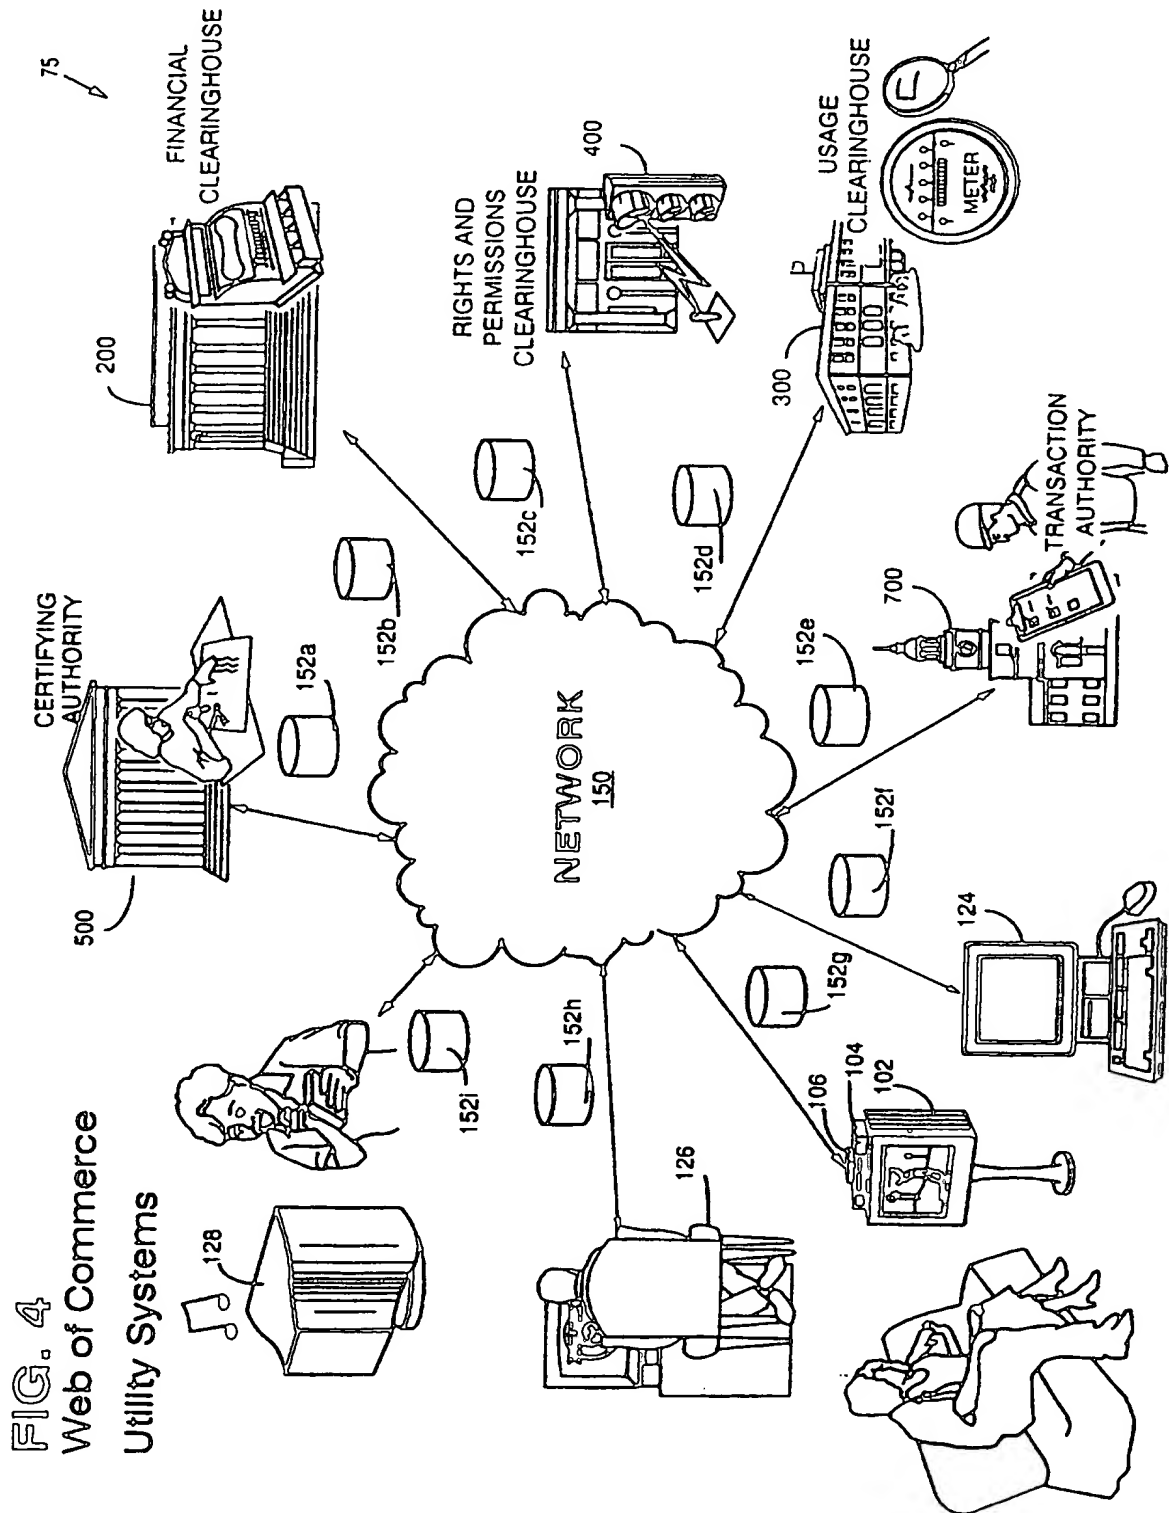 FIG. 4
Web of Commerce
Utility Systems
75
CERTIFYING
AUTHORITY
500
FINANCIAL
CLEARINGHOUSE
200
RIGHTS AND
PERMISSIONS
CLEARINGHOUSE
400
USAGE
CLEARINGHOUSE
300
METER
TRANSACTION
AUTHORITY
700
NETWORK
150
152a
152b
152c
152d
152e
152f
152g
152h
152i
128
126
106
104
102
124